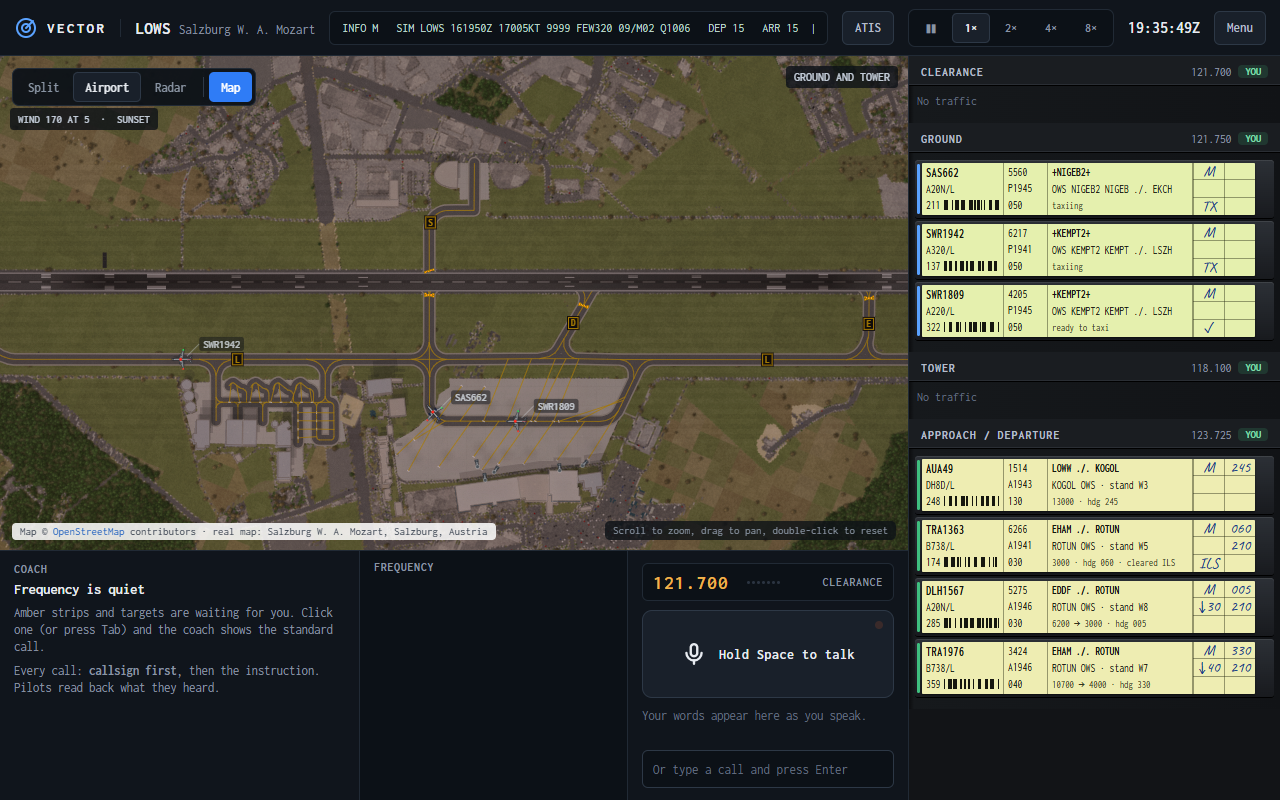 VECTOR
LOWS Salzburg W. A. Mozart
INFO M SIM LOWS 161950Z 17005KT 9999 FEW320 09/M02 Q1006 DEP 15 ARR 15 |
ATIS
1× 2× 4× 8×
19:35:49Z
Menu
Split Airport Radar Map
WIND 170 AT 5 · SUNSET
GROUND AND TOWER
S
D
E
L
L
SWR1942
SAS662
SWR1809
Map © OpenStreetMap contributors · real map: Salzburg W. A. Mozart, Salzburg, Austria
Scroll to zoom, drag to pan, double-click to reset
COACH
Frequency is quiet
Amber strips and targets are waiting for you. Click
one (or press Tab) and the coach shows the standard
call.
Every call: callsign first, then the instruction.
Pilots read back what they heard.
FREQUENCY
121.700 CLEARANCE
Hold Space to talk
Your words appear here as you speak.
Or type a call and press Enter
CLEARANCE 121.700 YOU
No traffic
GROUND 121.750 YOU
SAS662 5560 +NIGEB2+ M
A20N/L P1945 OWS NIGEB2 NIGEB ./. EKCH
211 050 taxiing TX
SWR1942 6217 +KEMPT2+ M
A320/L P1941 OWS KEMPT2 KEMPT ./. LSZH
137 050 taxiing TX
SWR1809 4205 +KEMPT2+ M
A220/L P1945 OWS KEMPT2 KEMPT ./. LSZH
322 050 ready to taxi ✓
TOWER 118.100 YOU
No traffic
APPROACH / DEPARTURE 123.725 YOU
AUA49 1514 LOWW ./. KOGOL M 245
DH8D/L A1943 KOGOL OWS · stand W3
248 130 13000 · hdg 245
TRA1363 6266 EHAM ./. ROTUN M 060
B738/L A1941 ROTUN OWS · stand W5 210
174 030 3000 · hdg 060 · cleared ILS ILS
DLH1567 5275 EDDF ./. ROTUN M 005
A20N/L A1946 ROTUN OWS · stand W8 ↓30 210
285 030 6200 → 3000 · hdg 005
TRA1976 3424 EHAM ./. ROTUN M 330
B738/L A1946 ROTUN OWS · stand W7 ↓40 210
359 040 10700 → 4000 · hdg 330